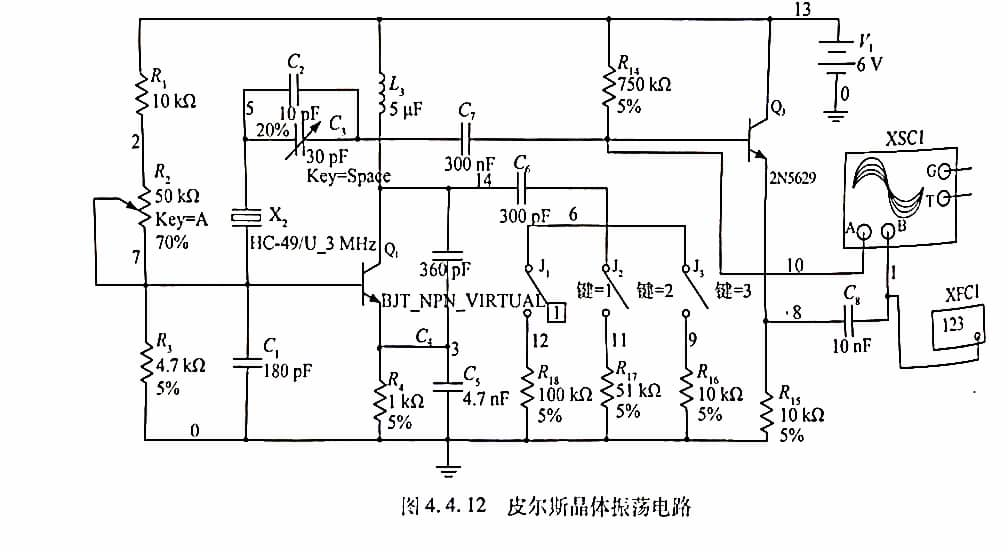 13
R₁
10 kΩ
2
R₂
50 kΩ
Key=A
70%
7
R₃
4.7 kΩ
5%
0
C₂
10 pF
20%
5
C₃
30 pF
Key=Space
X₂
HC-49/U_3 MHz
C₁
180 pF
L₃
5 μF
C₇
300 nF
14
C₆
300 pF
6
Q₁
BJT_NPN_VIRTUAL
360 pF
C₄
3
R₄
1 kΩ
5%
C₅
4.7 nF
J₁
键=1
1
12
R₁₈
100 kΩ
5%
J₂
键=2
11
R₁₇
51 kΩ
5%
J₃
键=3
9
R₁₆
10 kΩ
5%
R₁₄
750 kΩ
5%
2N5629
10
8
R₁₅
10 kΩ
5%
C₈
10 nF
1
V₁
6 V
0
XSC1
G
T
A
B
XFC1
123
图 4.4.12 皮尔斯晶体振荡电路